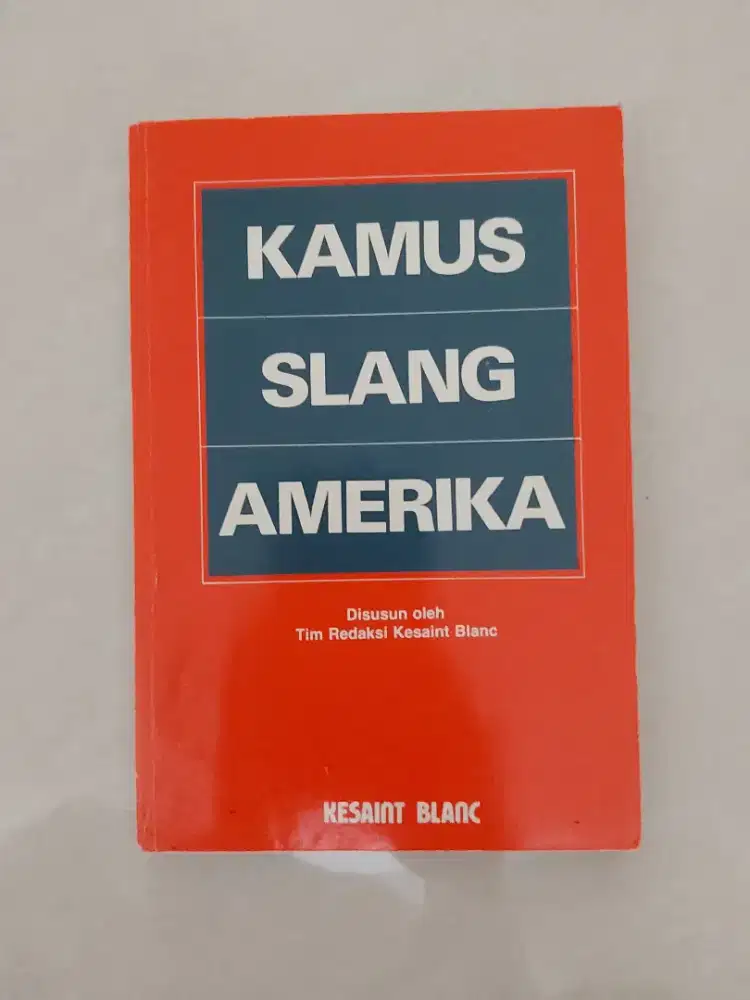 KAMUS
SLANG
AMERIKA
Disusun oleh
Tim Redaksi Kesaint Blanc
KESAINT BLANC